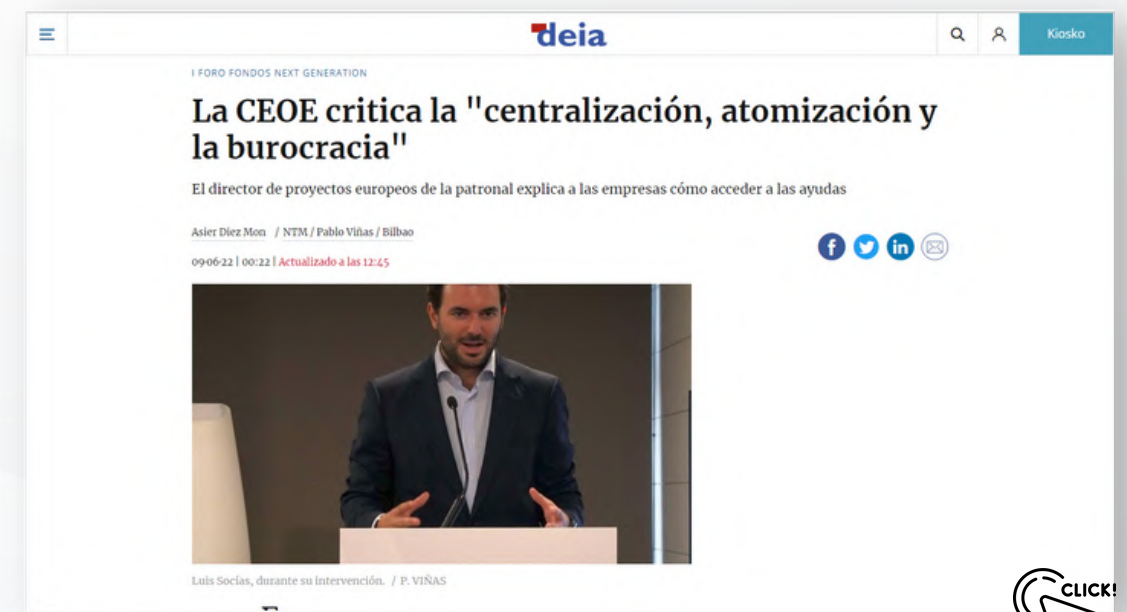 deia
Kiosko
I FORO FONDOS NEXT GENERATION
La CEOE critica la "centralización, atomización y
la burocracia"
El director de proyectos europeos de la patronal explica a las empresas cómo acceder a las ayudas
Asier Diez Mon / NTM / Pablo Viñas / Bilbao
09·06·22 | 00:22 | Actualizado a las 12:45
f in
Luis Socías, durante su intervención. / P. VIÑAS
CLICK!